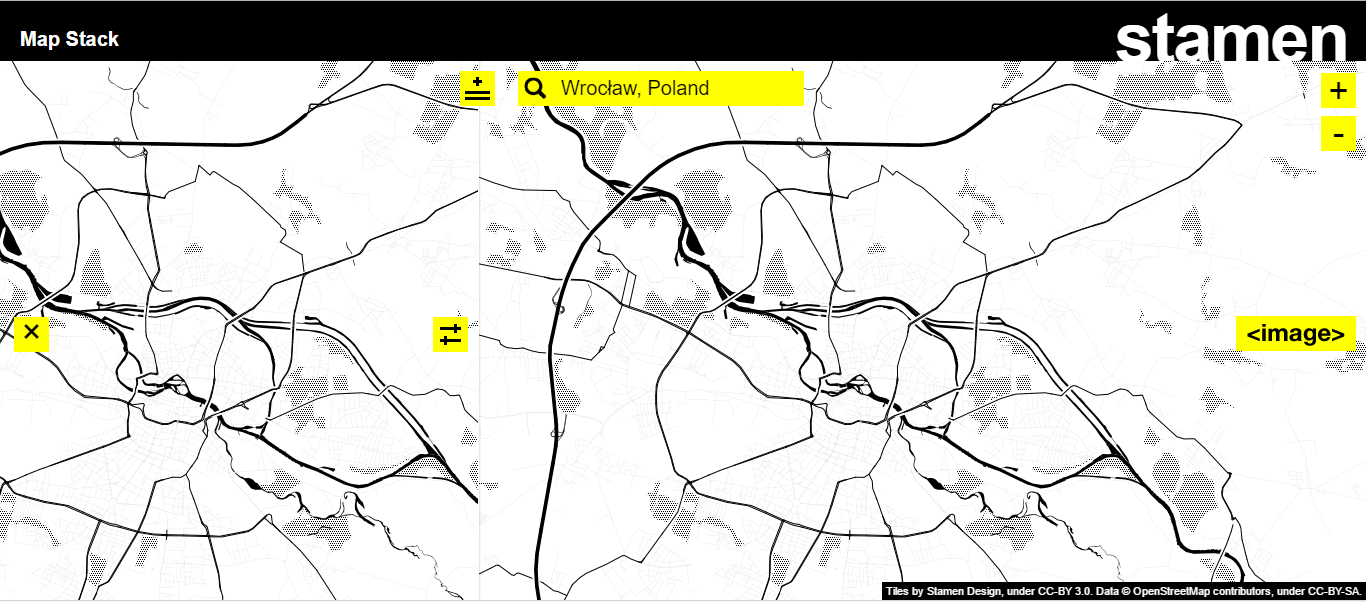 Map Stack
stamen
Wrocław, Poland
+
-
<image>
Tiles by Stamen Design, under CC-BY 3.0. Data © OpenStreetMap contributors, under CC-BY-SA.